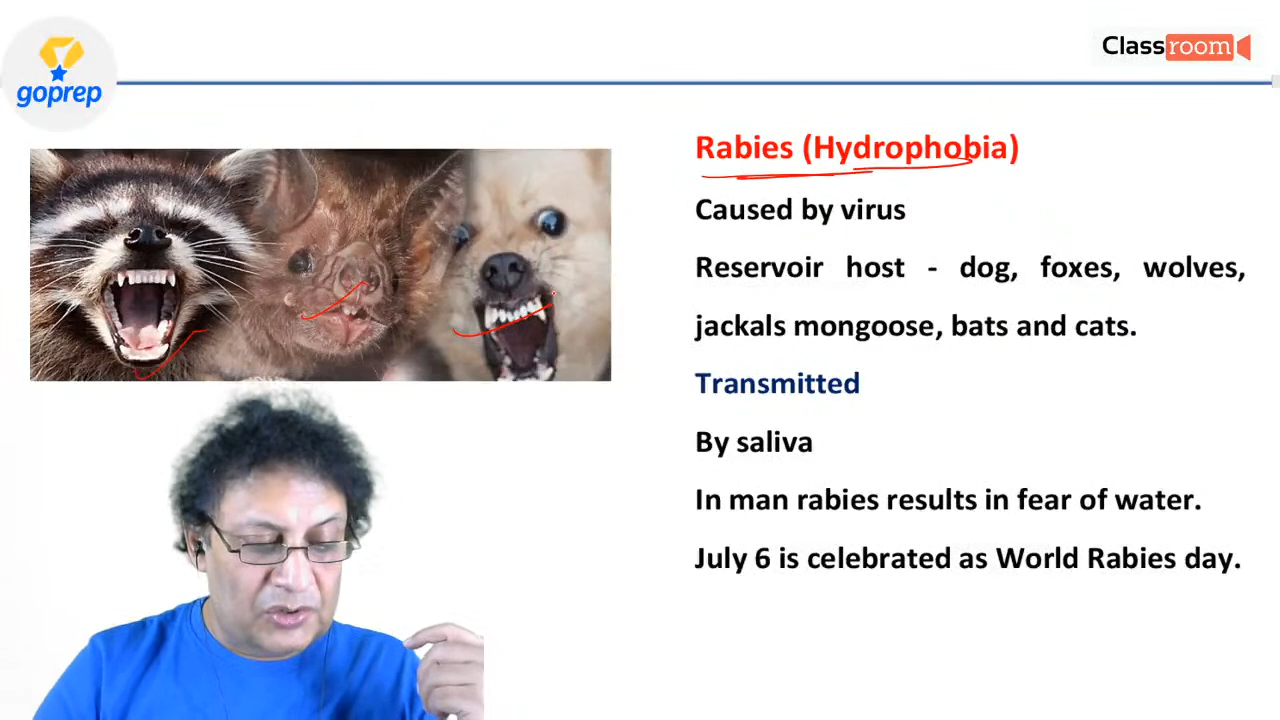 goprep
Classroom
Rabies (Hydrophobia)
Caused by virus
Reservoir host - dog, foxes, wolves,
jackals mongoose, bats and cats.
Transmitted
By saliva
In man rabies results in fear of water.
July 6 is celebrated as World Rabies day.